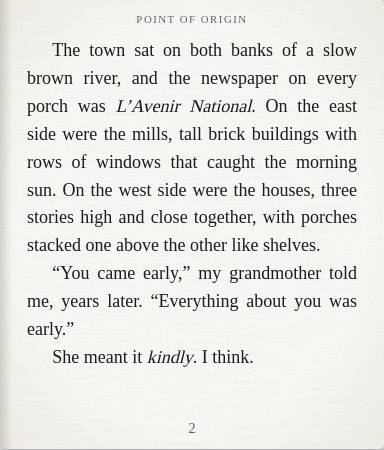 POINT OF ORIGIN
The town sat on both banks of a slow
brown river, and the newspaper on every
porch was L’Avenir National. On the east
side were the mills, tall brick buildings with
rows of windows that caught the morning
sun. On the west side were the houses, three
stories high and close together, with porches
stacked one above the other like shelves.
“You came early,” my grandmother told
me, years later. “Everything about you was
early.”
She meant it kindly. I think.
2